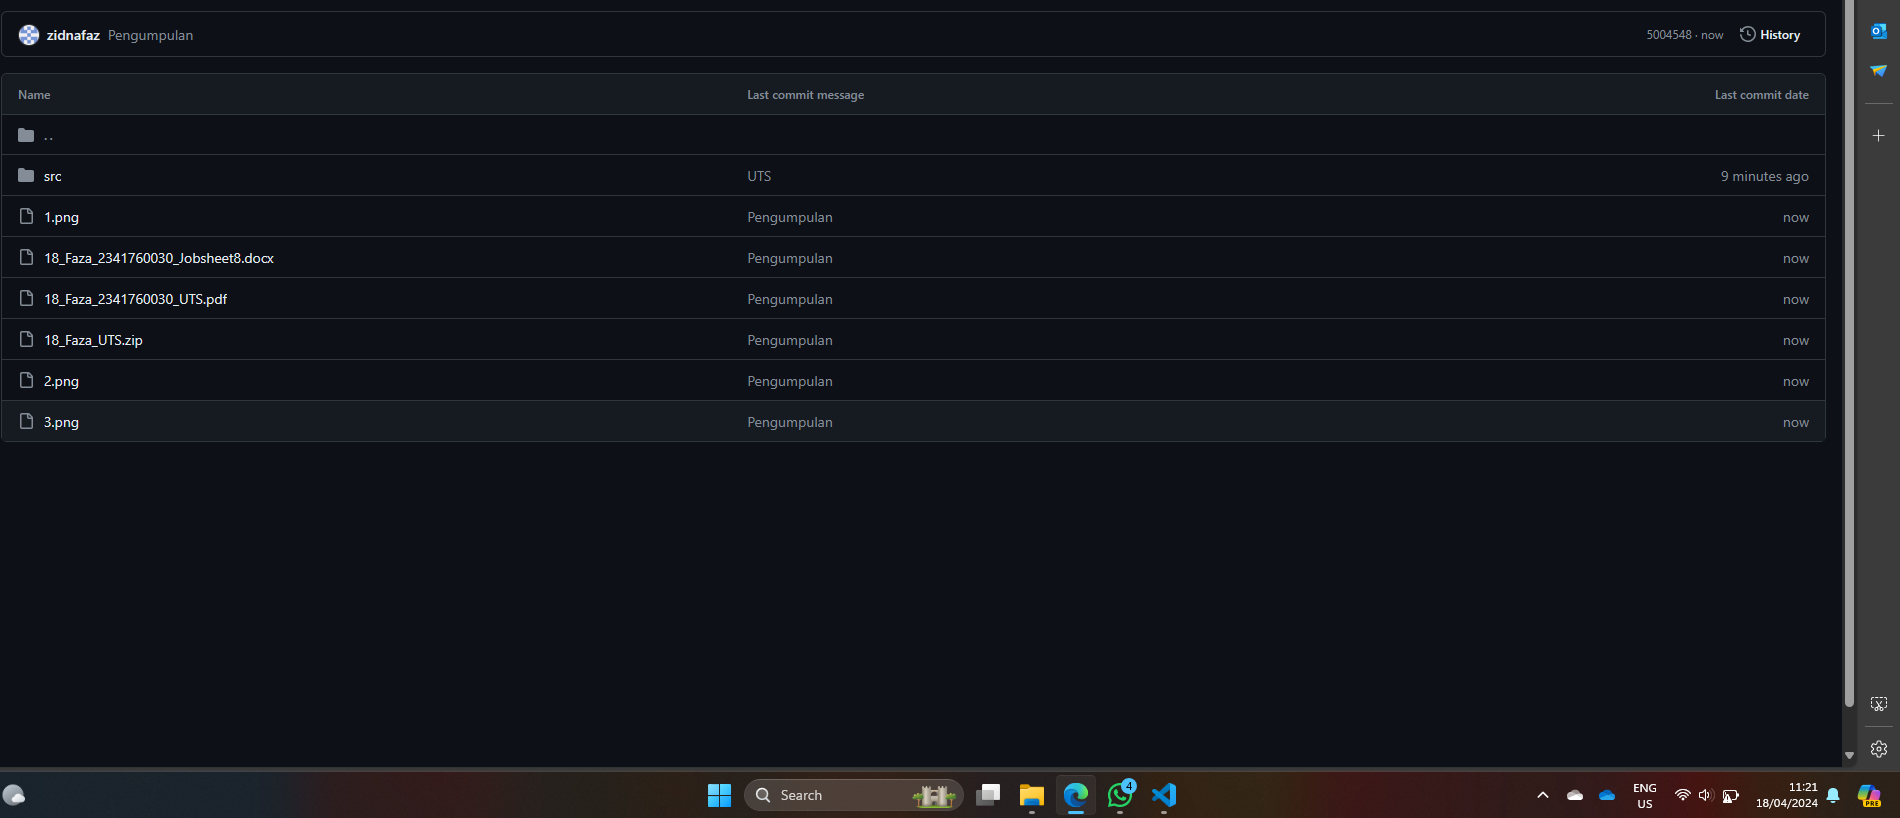 zidnafaz Pengumpulan 5004548 · now History
Name Last commit message Last commit date
..
src UTS 9 minutes ago
1.png Pengumpulan now
18_Faza_2341760030_Jobsheet8.docx Pengumpulan now
18_Faza_2341760030_UTS.pdf Pengumpulan now
18_Faza_UTS.zip Pengumpulan now
2.png Pengumpulan now
3.png Pengumpulan now
Search 4 ENG 11:21
US 18/04/2024 PRE